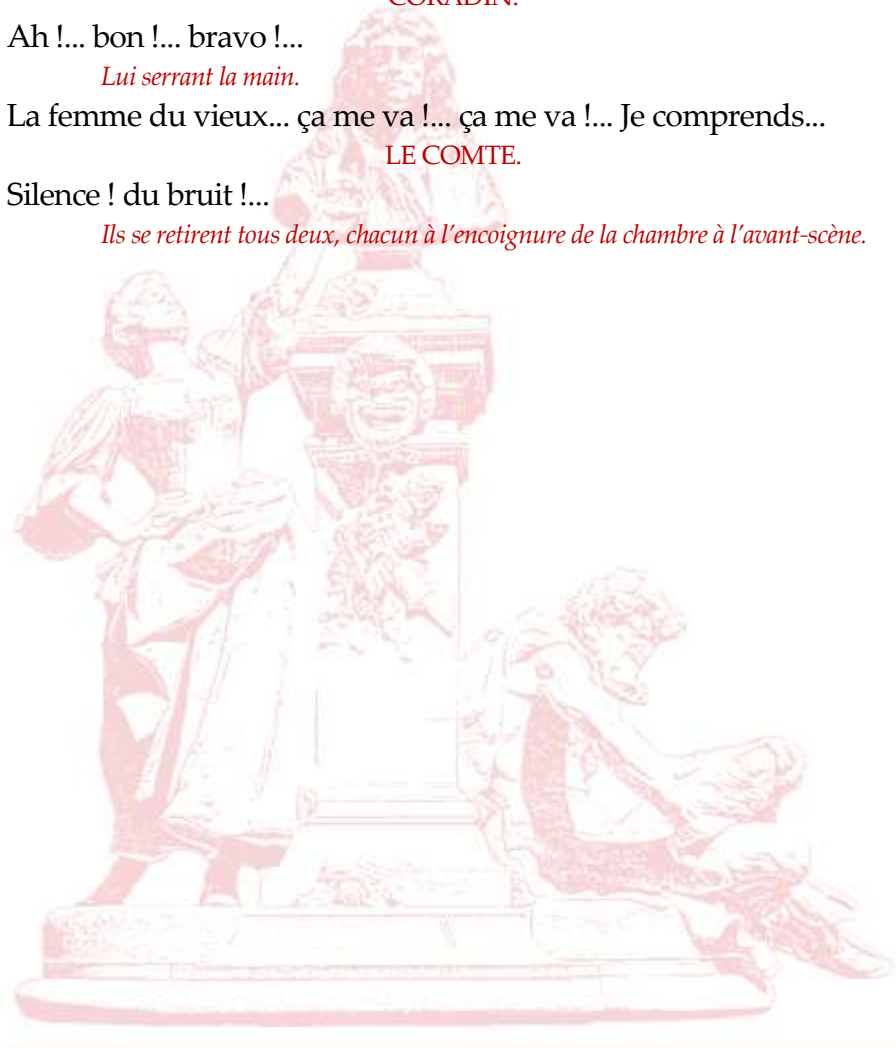 CORADIN.
Ah !... bon !... bravo !...
Lui serrant la main.
La femme du vieux... ça me va !... ça me va !... Je comprends...
LE COMTE.
Silence ! du bruit !...
Ils se retirent tous deux, chacun à l’encoignure de la chambre à l’avant-scène.